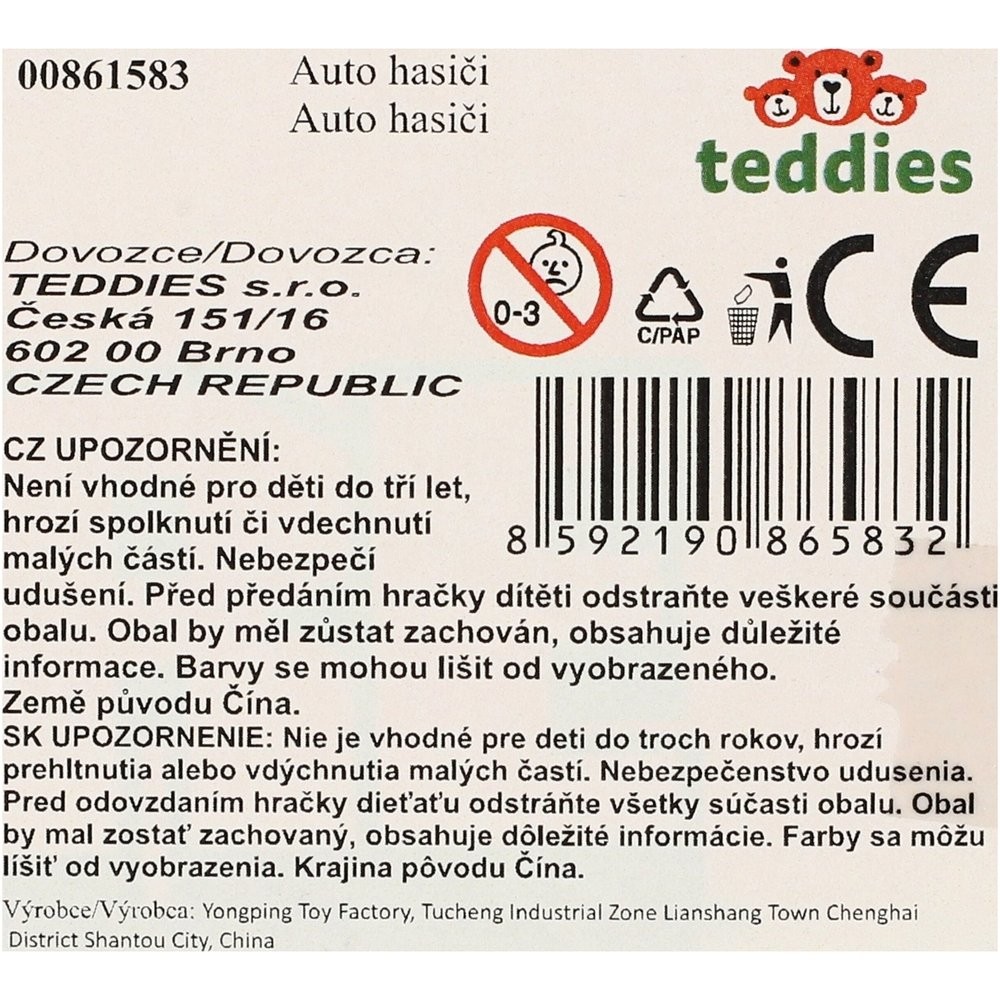 00861583 Auto hasiči
Auto hasiči
teddies
Dovozce/Dovozca:
TEDDIES s.r.o.
Česká 151/16
602 00 Brno
CZECH REPUBLIC
0-3
C/PAP
CE
8 592190 865832
CZ UPOZORNĚNÍ:
Není vhodné pro děti do tří let,
hrozí spolknutí či vdechnutí
malých částí. Nebezpečí
udušení. Před předáním hračky dítěti odstraňte veškeré součásti
obalu. Obal by měl zůstat zachován, obsahuje důležité
informace. Barvy se mohou lišit od vyobrazeného.
Země původu Čína.
SK UPOZORNENIE: Nie je vhodné pre deti do troch rokov, hrozí
prehltnutia alebo vdýchnutia malých častí. Nebezpečenstvo udusenia.
Pred odovzdaním hračky dieťaťu odstráňte všetky súčasti obalu. Obal
by mal zostať zachovaný, obsahuje dôležité informácie. Farby sa môžu
líšiť od vyobrazenia. Krajina pôvodu Čína.
Výrobce/Výrobca: Yongping Toy Factory, Tucheng Industrial Zone Lianshang Town Chenghai
District Shantou City, China